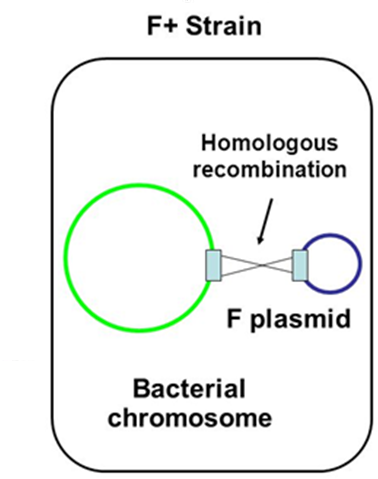 F+ Strain
Homologous
recombination
F plasmid
Bacterial
chromosome